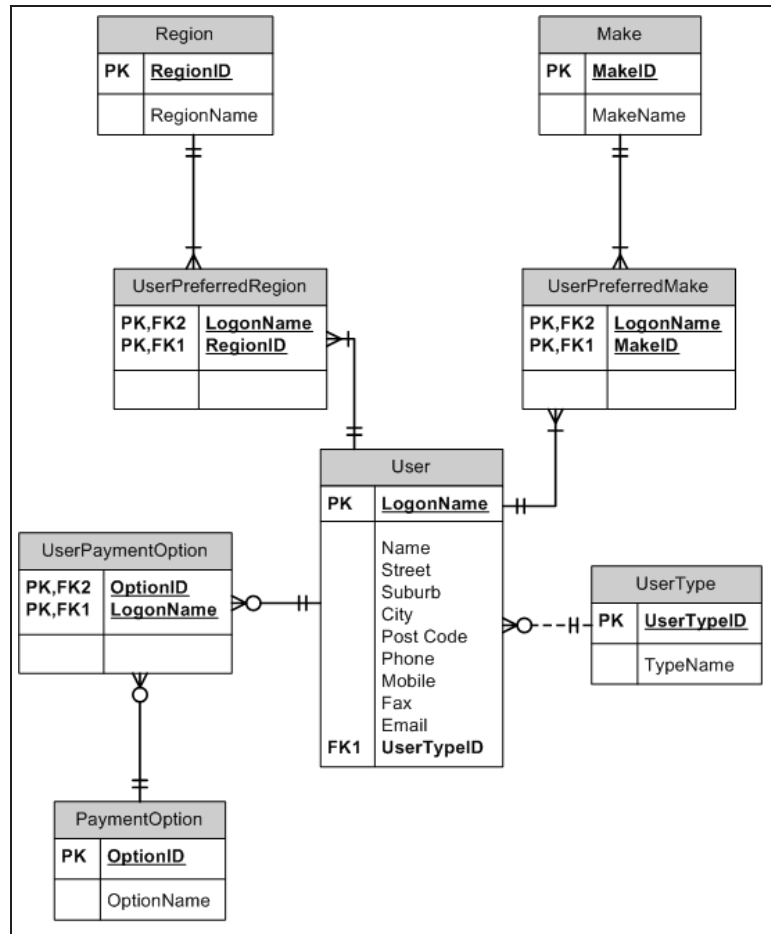 Region
PK RegionID
RegionName
Make
PK MakeID
MakeName
UserPreferredRegion
PK,FK2 LogonName
PK,FK1 RegionID
UserPreferredMake
PK,FK2 LogonName
PK,FK1 MakeID
User
PK LogonName
Name
Street
Suburb
City
Post Code
Phone
Mobile
Fax
Email
FK1 UserTypeID
UserPaymentOption
PK,FK2 OptionID
PK,FK1 LogonName
UserType
PK UserTypeID
TypeName
PaymentOption
PK OptionID
OptionName